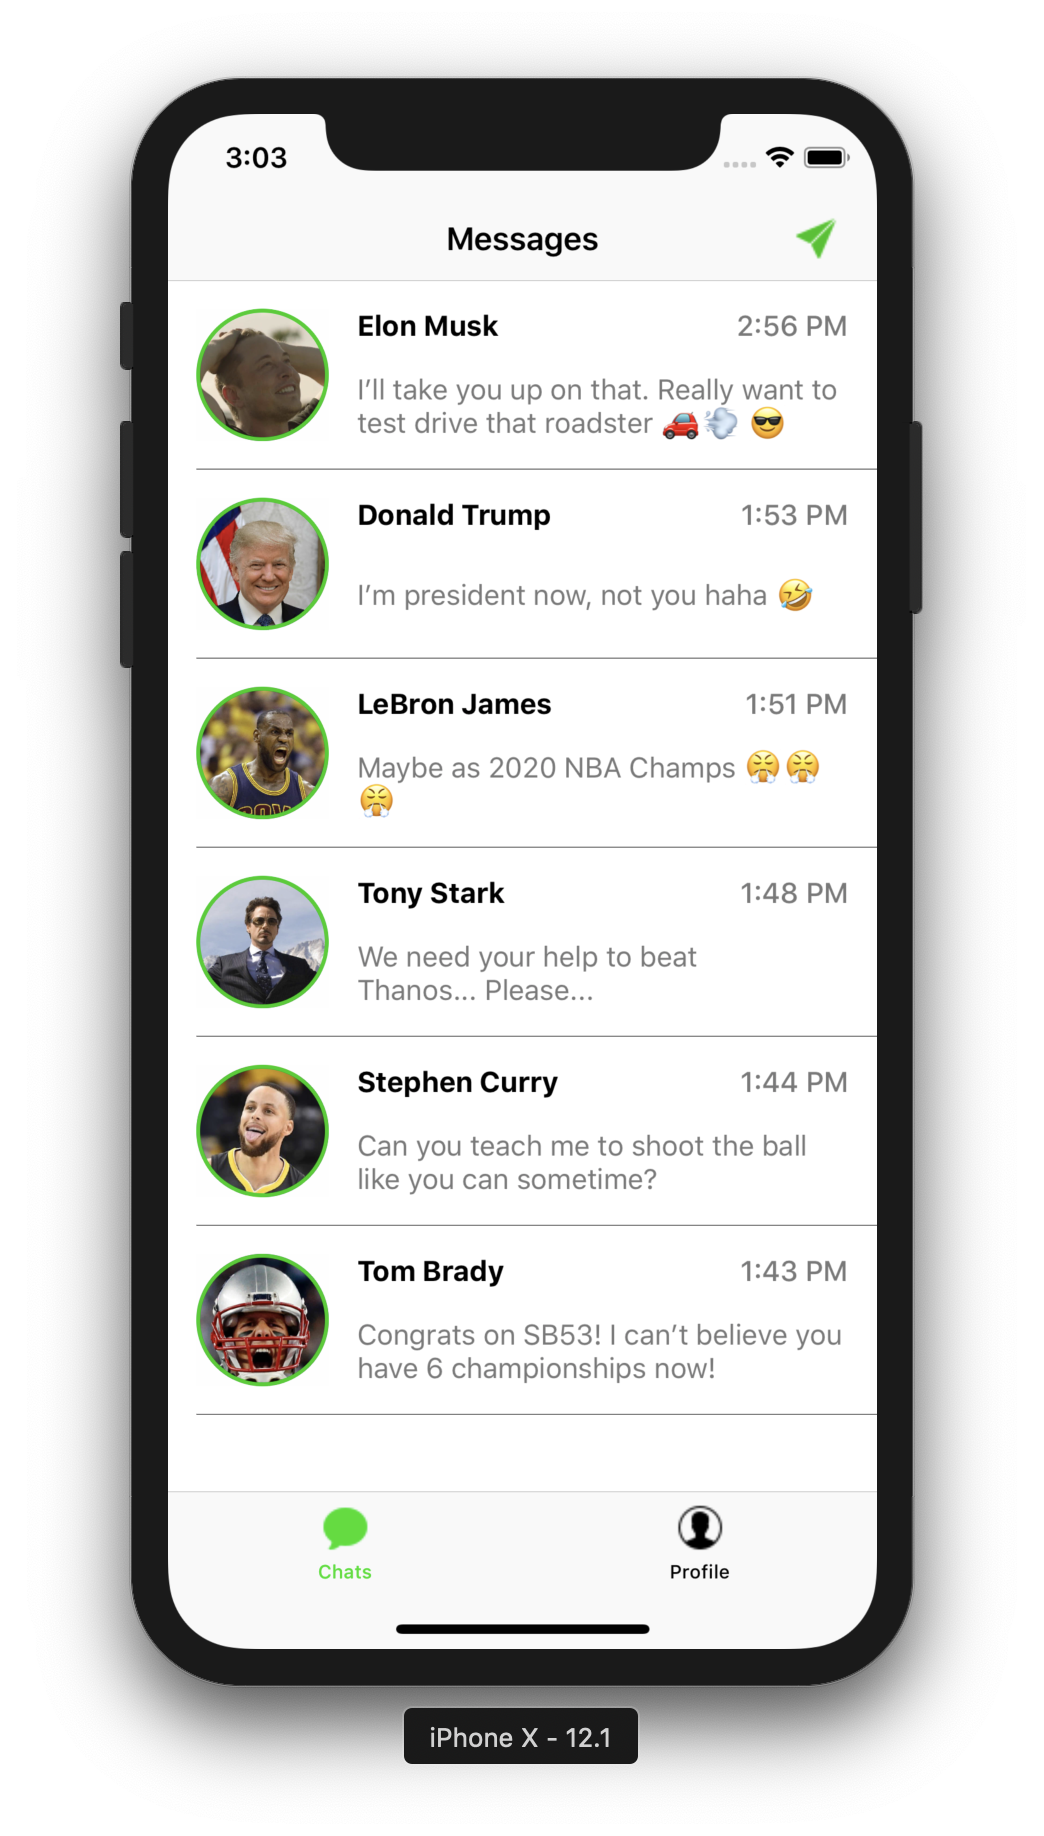 3:03
Messages
Elon Musk 2:56 PM
I’ll take you up on that. Really want to
test drive that roadster 🚗💨 😎
Donald Trump 1:53 PM
I’m president now, not you haha 🤣
LeBron James 1:51 PM
Maybe as 2020 NBA Champs 😤😤
😤
Tony Stark 1:48 PM
We need your help to beat
Thanos... Please...
Stephen Curry 1:44 PM
Can you teach me to shoot the ball
like you can sometime?
Tom Brady 1:43 PM
Congrats on SB53! I can’t believe you
have 6 championships now!
Chats Profile
iPhone X - 12.1